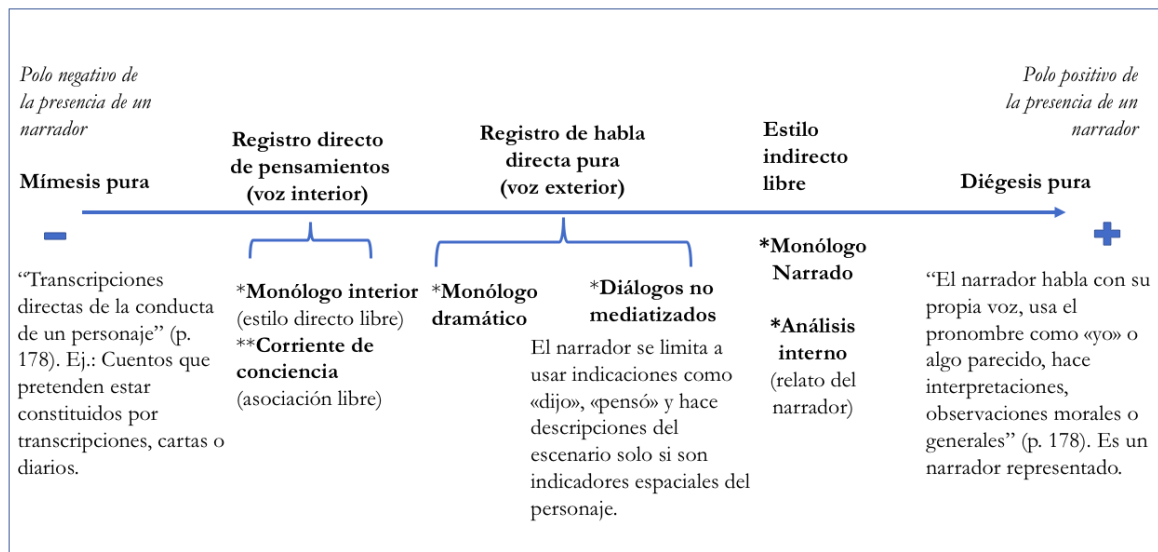 Polo negativo de
la presencia de un
narrador
Mímesis pura
Registro directo
de pensamientos
(voz interior)
Registro de habla
directa pura
(voz exterior)
Estilo
indirecto
libre
Polo positivo de
la presencia de un
narrador
Diégesis pura
“Transcripciones
directas de la conducta
de un personaje” (p.
178). Ej.: Cuentos que
pretenden estar
constituidos por
transcripciones, cartas o
diarios.
*Monólogo interior
(estilo directo libre)
**Corriente de
conciencia
(asociación libre)
*Monólogo
dramático
*Diálogos no
mediatizados
El narrador se limita a
usar indicaciones como
«dijo», «pensó» y hace
descripciones del
escenario solo si son
indicadores espaciales del
personaje.
*Monólogo
Narrado
*Análisis
interno
(relato del
narrador)
“El narrador habla con su
propia voz, usa el
pronombre como «yo» o
algo parecido, hace
interpretaciones,
observaciones morales o
generales” (p. 178). Es un
narrador representado.